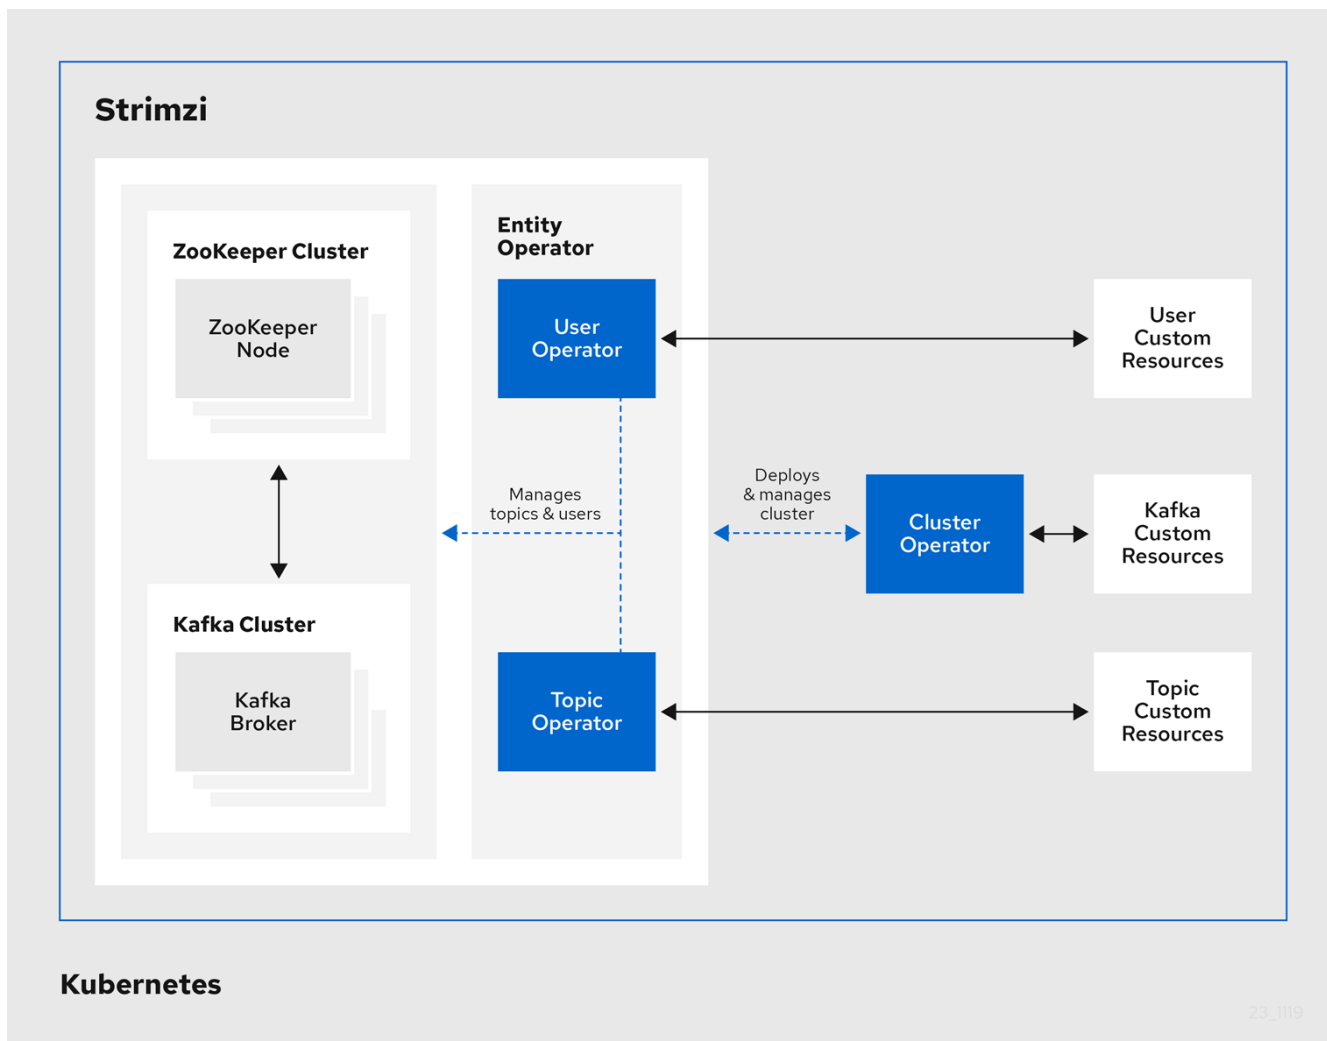 Strimzi
ZooKeeper Cluster
ZooKeeper
Node
Kafka Cluster
Kafka
Broker
Entity
Operator
User
Operator
Manages
topics & users
Topic
Operator
Deploys
& manages
cluster
Cluster
Operator
User
Custom
Resources
Kafka
Custom
Resources
Topic
Custom
Resources
Kubernetes
23_1119